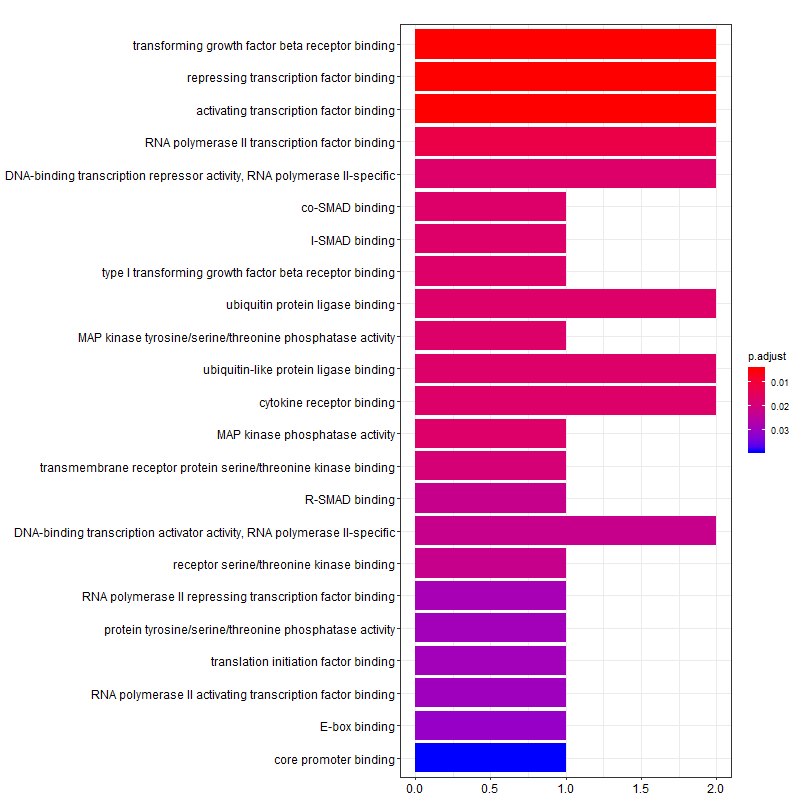 transforming growth factor beta receptor binding
repressing transcription factor binding
activating transcription factor binding
RNA polymerase II transcription factor binding
DNA-binding transcription repressor activity, RNA polymerase II-specific
co-SMAD binding
I-SMAD binding
type I transforming growth factor beta receptor binding
ubiquitin protein ligase binding
MAP kinase tyrosine/serine/threonine phosphatase activity
ubiquitin-like protein ligase binding
cytokine receptor binding
MAP kinase phosphatase activity
transmembrane receptor protein serine/threonine kinase binding
R-SMAD binding
DNA-binding transcription activator activity, RNA polymerase II-specific
receptor serine/threonine kinase binding
RNA polymerase II repressing transcription factor binding
protein tyrosine/serine/threonine phosphatase activity
translation initiation factor binding
RNA polymerase II activating transcription factor binding
E-box binding
core promoter binding
0.0 0.5 1.0 1.5 2.0
p.adjust
0.01
0.02
0.03